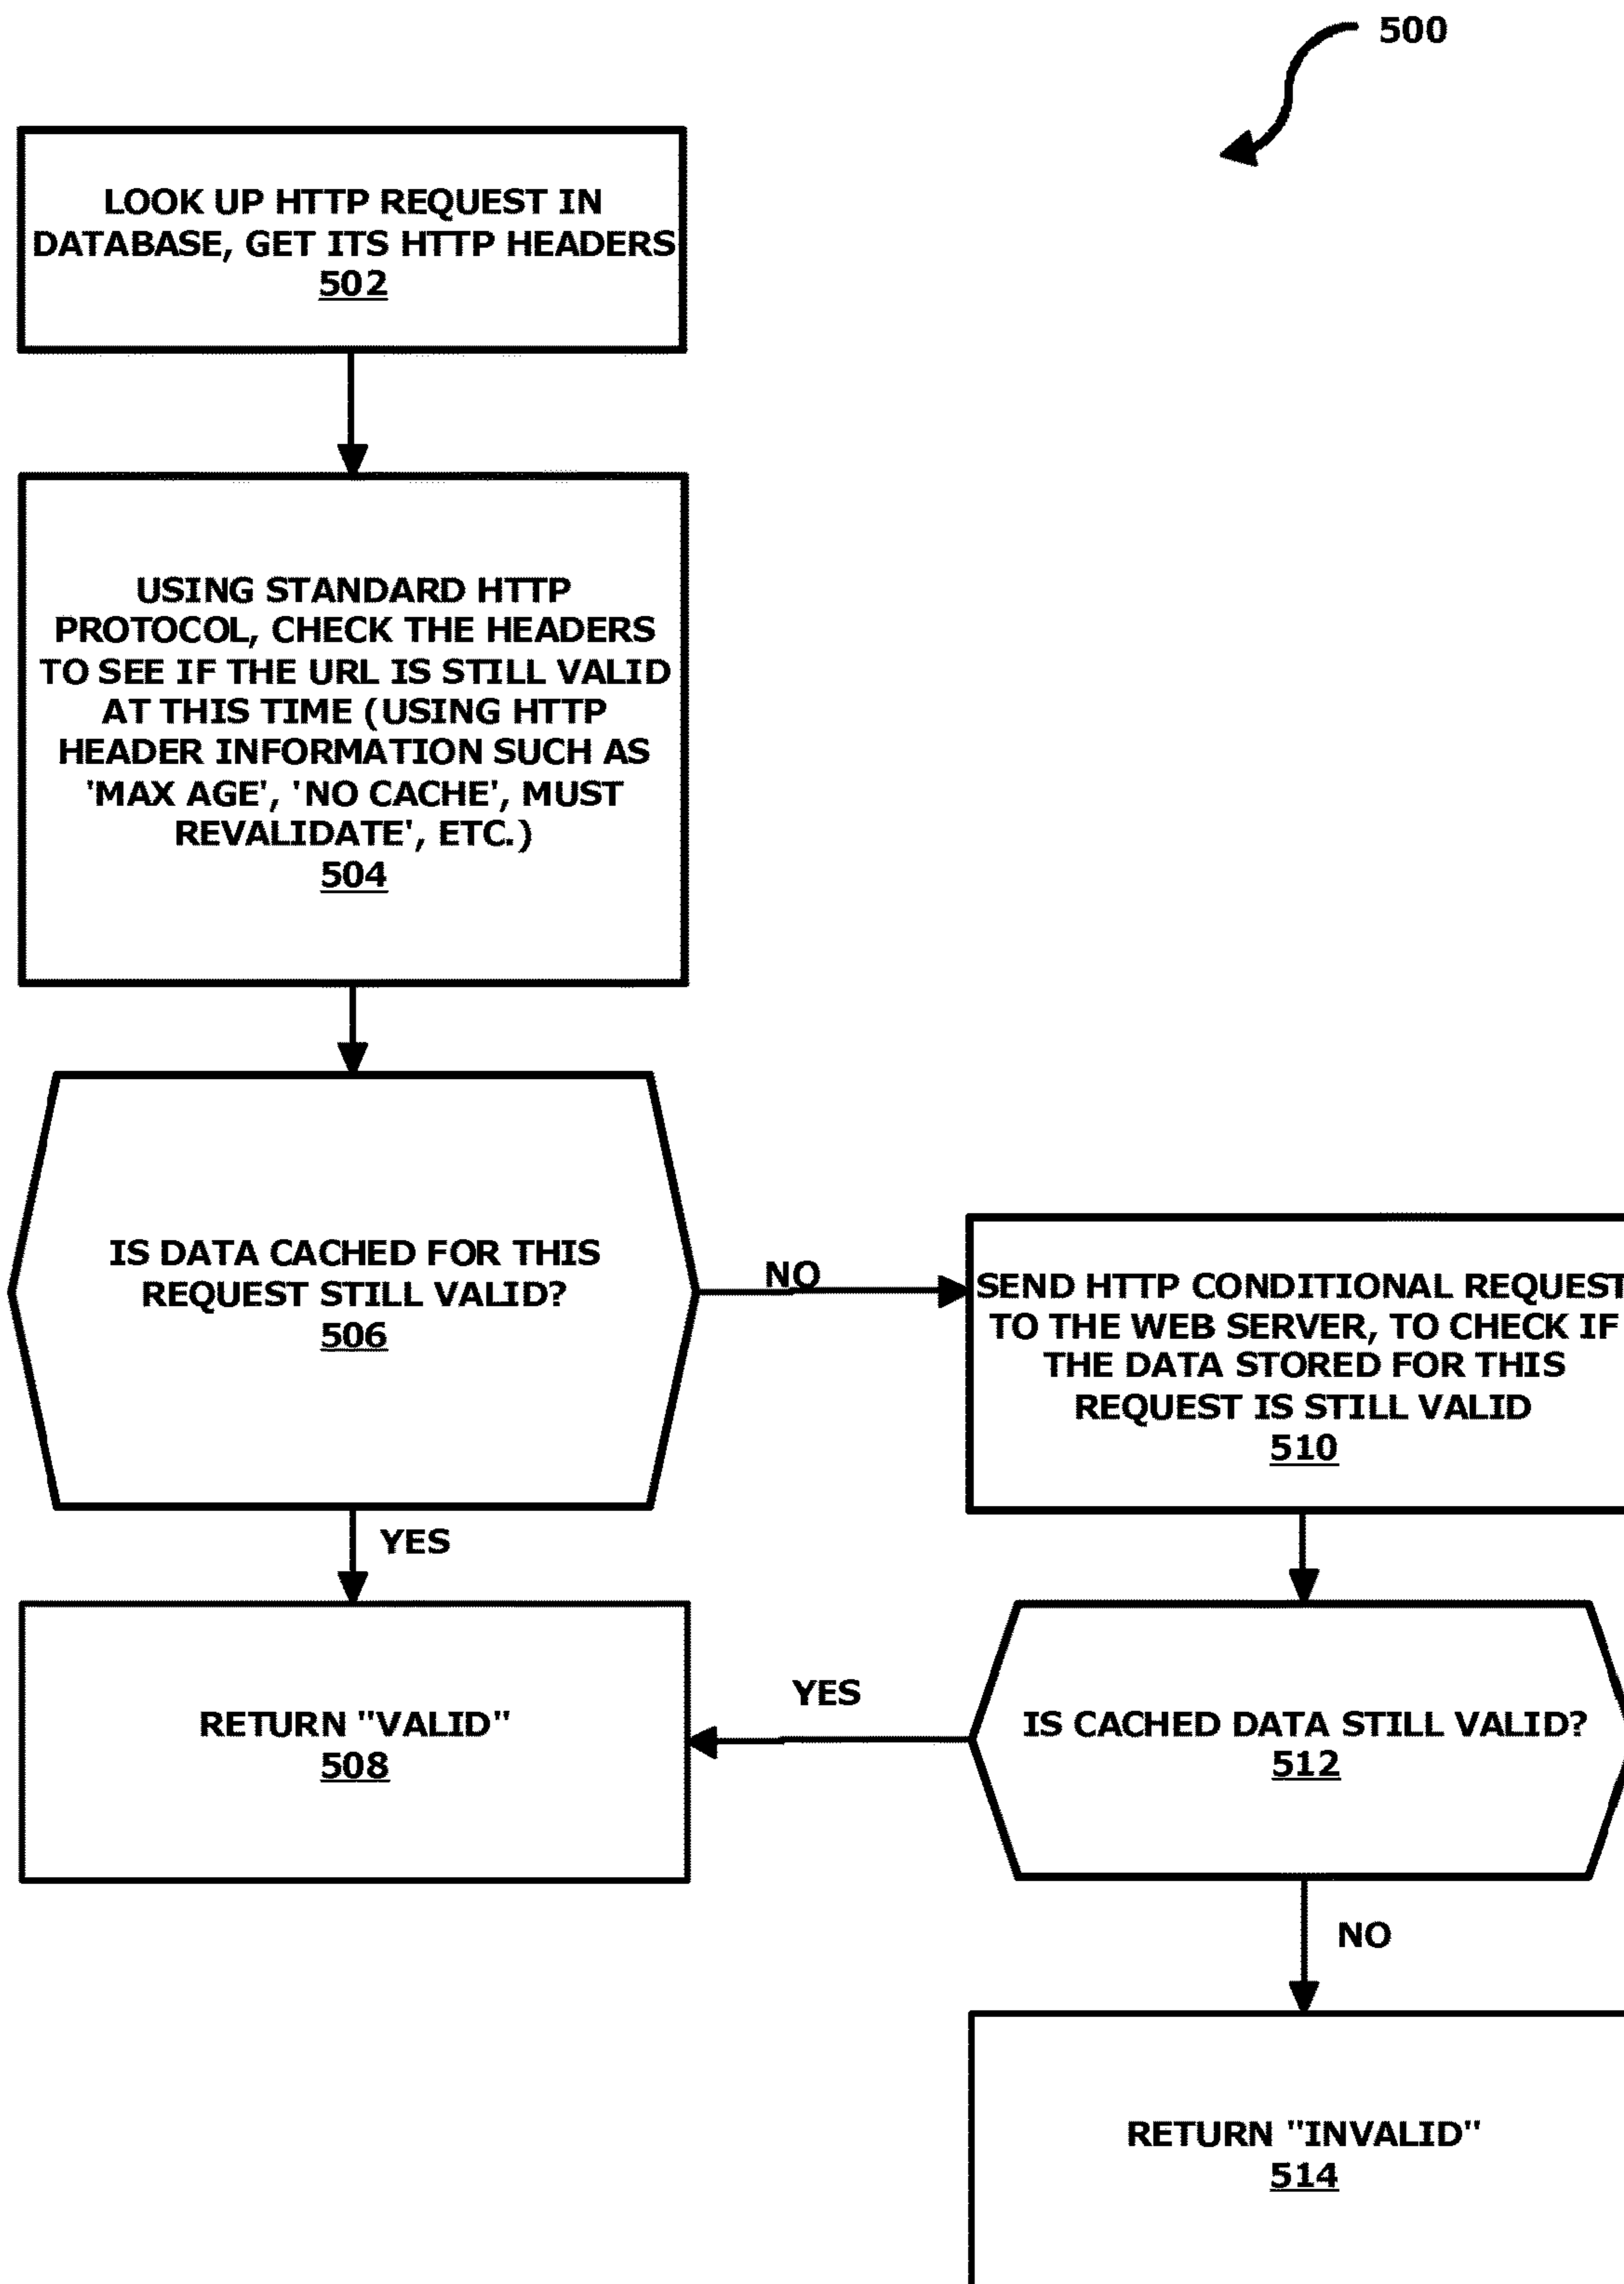 500
LOOK UP HTTP REQUEST IN
DATABASE, GET ITS HTTP HEADERS
502
USING STANDARD HTTP
PROTOCOL, CHECK THE HEADERS
TO SEE IF THE URL IS STILL VALID
AT THIS TIME (USING HTTP
HEADER INFORMATION SUCH AS
'MAX AGE', 'NO CACHE', MUST
REVALIDATE', ETC.)
504
IS DATA CACHED FOR THIS
REQUEST STILL VALID?
506
NO
SEND HTTP CONDITIONAL REQUEST
TO THE WEB SERVER, TO CHECK IF
THE DATA STORED FOR THIS
REQUEST IS STILL VALID
510
YES
RETURN "VALID"
508
YES
IS CACHED DATA STILL VALID?
512
NO
RETURN "INVALID"
514